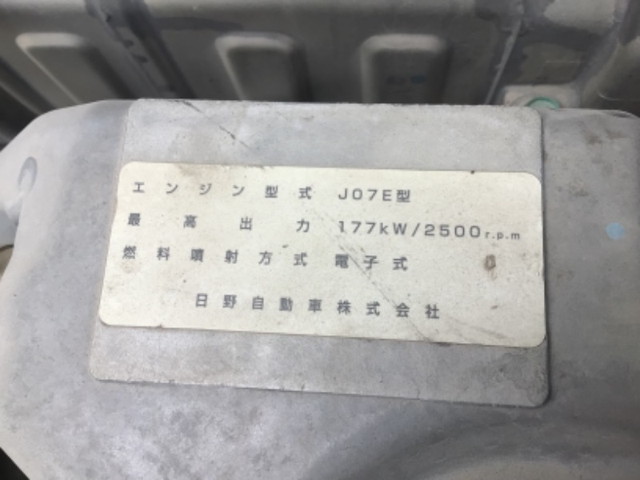 エンジン型式 J07E型
最高出力 177kW/2500r.p.m
燃料噴射方式 電子式
日野自動車株式会社